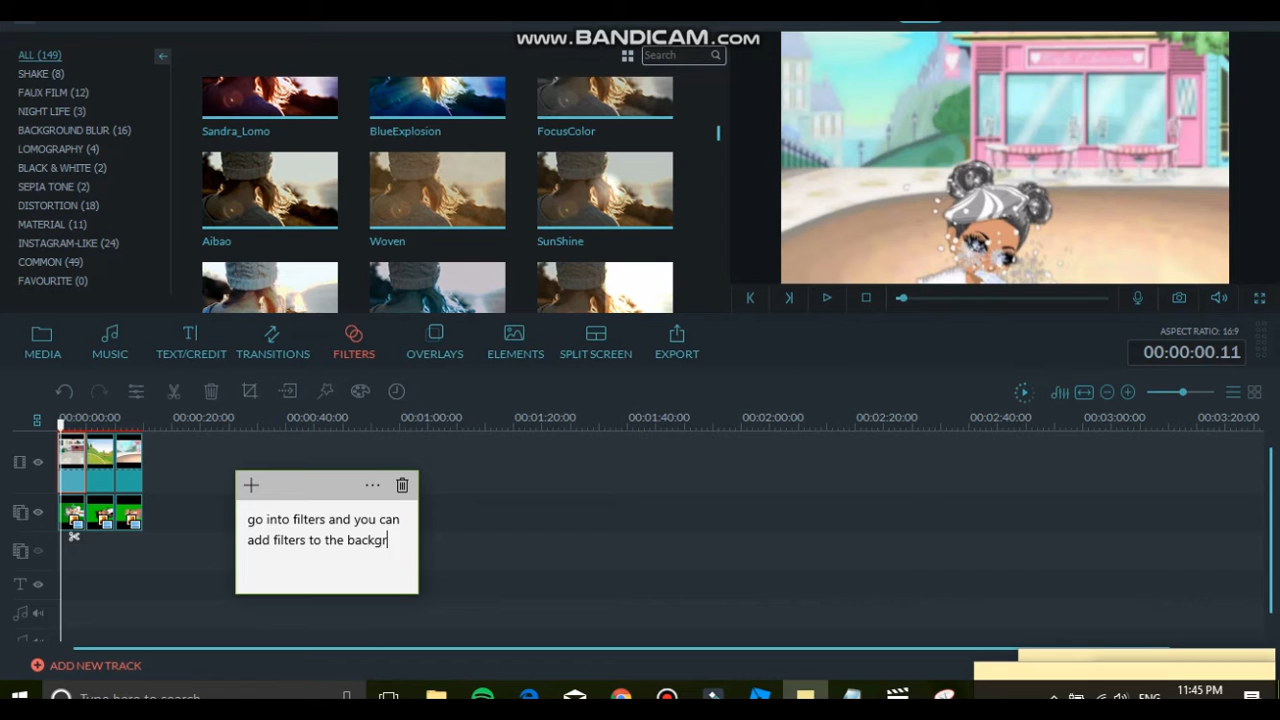 www.BANDICAM.com
ALL (149)
SHAKE (8)
FAUX FILM (12)
NIGHT LIFE (3)
BACKGROUND BLUR (16)
LOMOGRAPHY (4)
BLACK & WHITE (2)
SEPIA TONE (2)
DISTORTION (18)
MATERIAL (11)
INSTAGRAM-LIKE (24)
COMMON (49)
FAVOURITE (0)
Search
Sandra_Lomo
BlueExplosion
FocusColor
Aibao
Woven
SunShine
MEDIA
MUSIC
TEXT/CREDIT
TRANSITIONS
FILTERS
OVERLAYS
ELEMENTS
SPLIT SCREEN
EXPORT
ASPECT RATIO: 16:9
00:00:00.11
00:00:00:00
00:00:20:00
00:00:40:00
00:01:00:00
00:01:20:00
00:01:40:00
00:02:00:00
00:02:20:00
00:02:40:00
00:03:00:00
00:03:20:00
go into filters and you can
add filters to the backgr
ADD NEW TRACK
Type here to search
ENG
11:45 PM